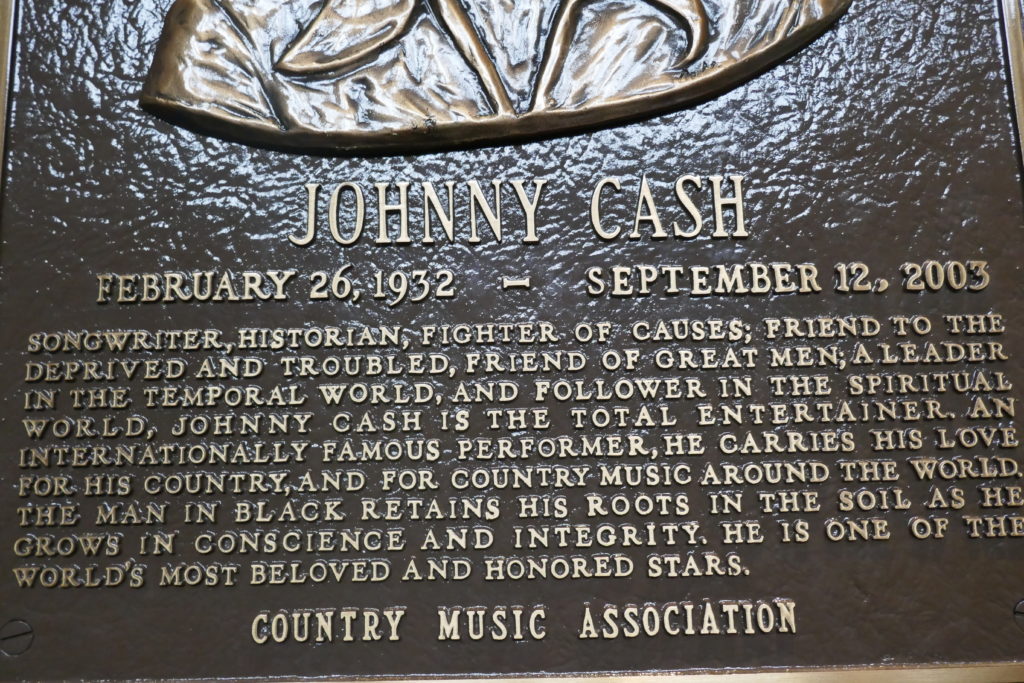 JOHNNY CASH
FEBRUARY 26, 1932 - SEPTEMBER 12, 2003
SONGWRITER, HISTORIAN, FIGHTER OF CAUSES; FRIEND TO THE
DEPRIVED AND TROUBLED, FRIEND OF GREAT MEN; A LEADER
IN THE TEMPORAL WORLD, AND FOLLOWER IN THE SPIRITUAL
WORLD, JOHNNY CASH IS THE TOTAL ENTERTAINER. AN
INTERNATIONALLY FAMOUS PERFORMER, HE CARRIES HIS LOVE
FOR HIS COUNTRY, AND FOR COUNTRY MUSIC AROUND THE WORLD.
THE MAN IN BLACK RETAINS HIS ROOTS IN THE SOIL AS HE
GROWS IN CONSCIENCE AND INTEGRITY. HE IS ONE OF THE
WORLD'S MOST BELOVED AND HONORED STARS.
COUNTRY MUSIC ASSOCIATION